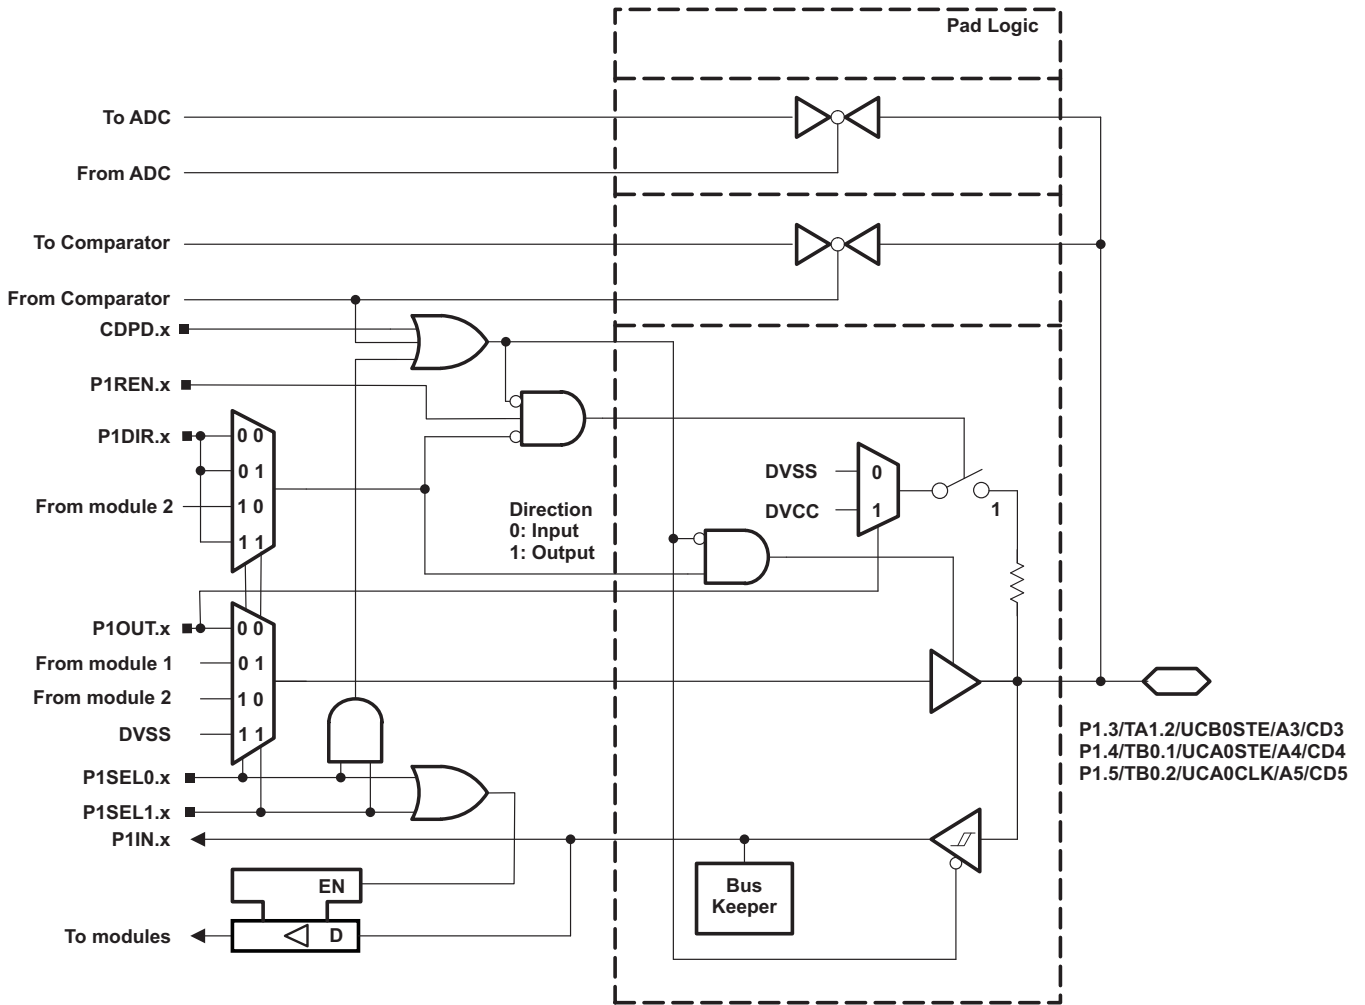 Pad Logic
To ADC
From ADC
To Comparator
From Comparator
CDPD.x
P1REN.x
P1DIR.x
0 0
0 1
From module 2
1 0
1 1
Direction
0: Input
1: Output
DVSS
0
DVCC
1
1
P1OUT.x
0 0
From module 1
0 1
From module 2
1 0
DVSS
1 1
P1SEL0.x
P1SEL1.x
P1IN.x
EN
D
To modules
Bus
Keeper
P1.3/TA1.2/UCB0STE/A3/CD3
P1.4/TB0.1/UCA0STE/A4/CD4
P1.5/TB0.2/UCA0CLK/A5/CD5